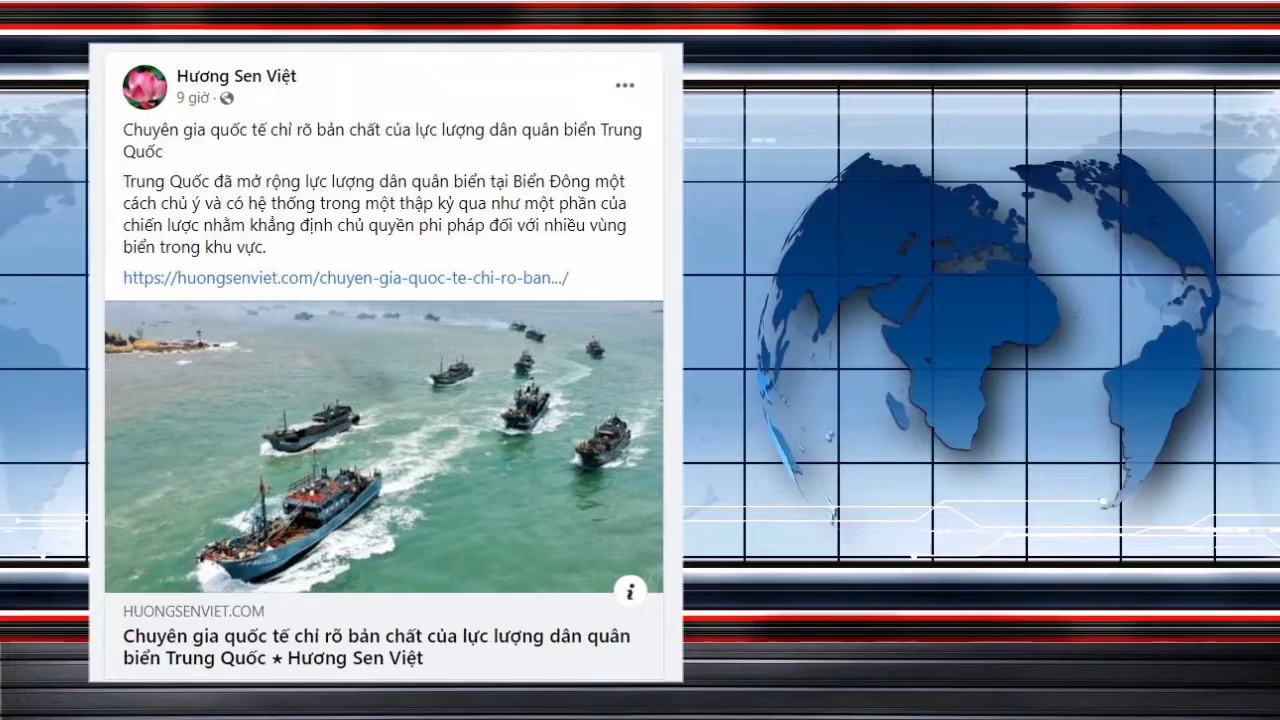 Hương Sen Việt
9 giờ ·
Chuyên gia quốc tế chỉ rõ bản chất của lực lượng dân quân biển Trung
Quốc
Trung Quốc đã mở rộng lực lượng dân quân biển tại Biển Đông một
cách chủ ý và có hệ thống trong một thập kỷ qua như một phần của
chiến lược nhằm khẳng định chủ quyền phi pháp đối với nhiều vùng
biển trong khu vực.
https://huongsenviet.com/chuyen-gia-quoc-te-chi-ro-ban.../
HUONGSENVIET.COM
Chuyên gia quốc tế chỉ rõ bản chất của lực lượng dân quân
biển Trung Quốc ★ Hương Sen Việt